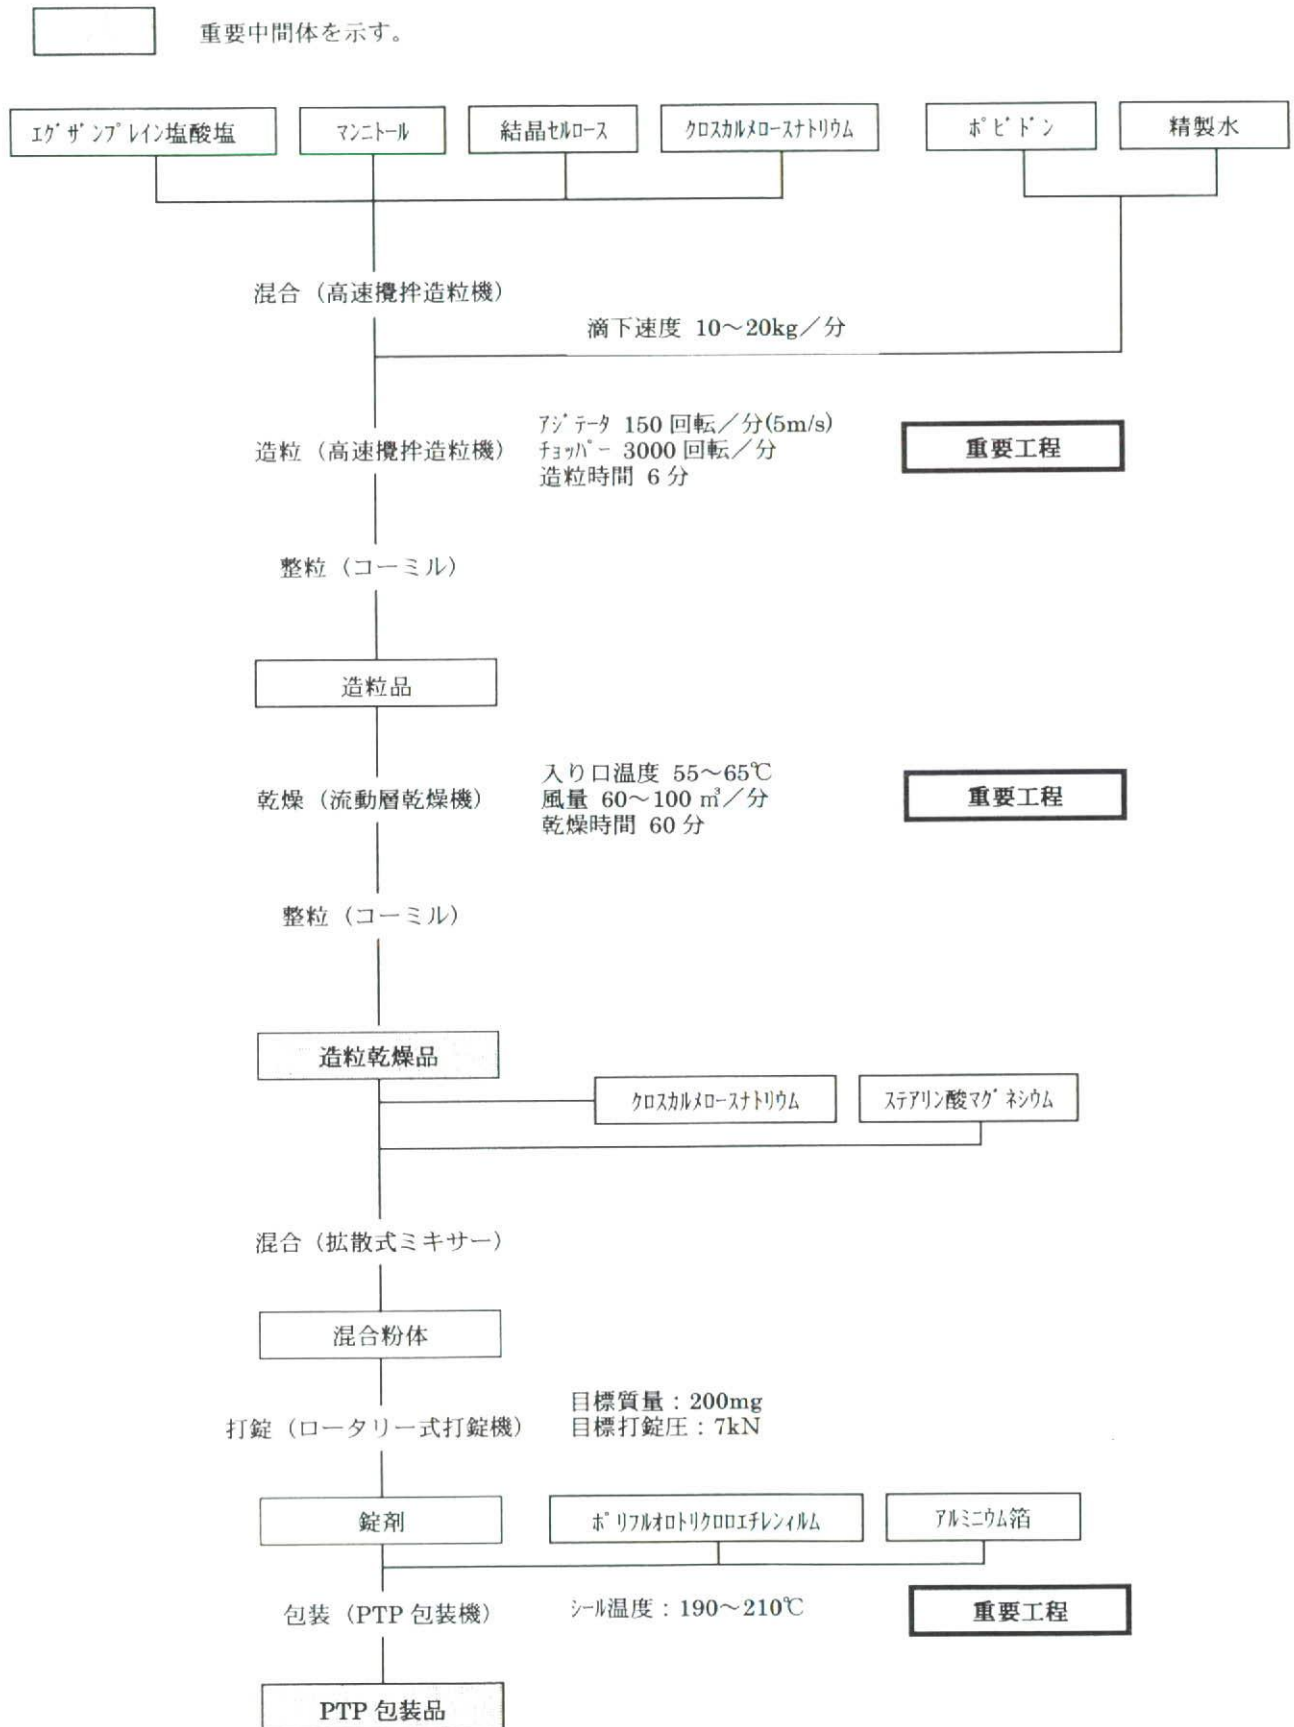 重要中間体を示す。
エグザンプレイン塩酸塩
マンニトール
結晶セルロース
クロスカルメロースナトリウム
ポビドン
精製水
混合（高速攪拌造粒機）
滴下速度 10～20kg／分
造粒（高速攪拌造粒機）
アジテータ 150 回転／分(5m/s)
チョッパー 3000 回転／分
造粒時間 6 分
重要工程
整粒（コーミル）
造粒品
乾燥（流動層乾燥機）
入り口温度 55～65℃
風量 60～100 ㎥／分
乾燥時間 60 分
重要工程
整粒（コーミル）
造粒乾燥品
クロスカルメロースナトリウム
ステアリン酸マグネシウム
混合（拡散式ミキサー）
混合粉体
打錠（ロータリー式打錠機）
目標質量：200mg
目標打錠圧：7kN
錠剤
ポリフルオロトリクロロエチレンィルム
アルミニウム箔
包装（PTP 包装機）
シール温度：190～210℃
重要工程
PTP 包装品